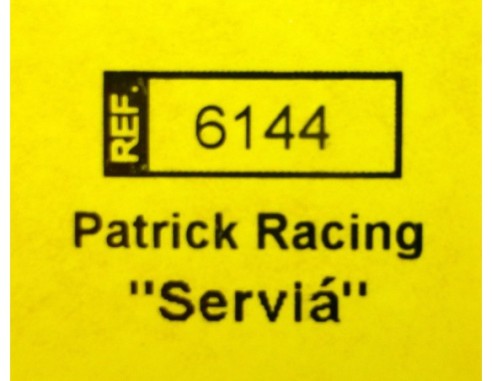 REF. 6144
Patrick Racing
"Serviá"